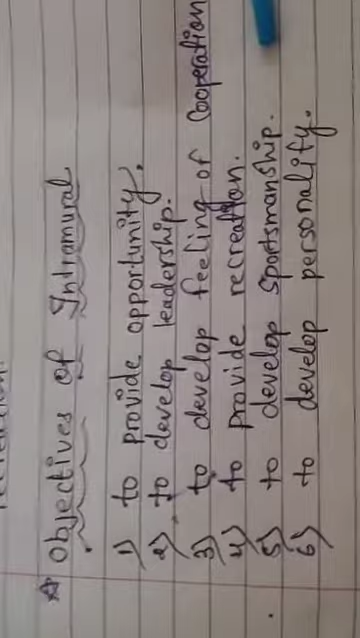 ☆ Objectives of Intramural
1) to provide opportunity.
2) to develop leadership.
3) to develop feeling of Cooperation
4) to provide recreation.
5) to develop Sportsmanship.
6) to develop personality.